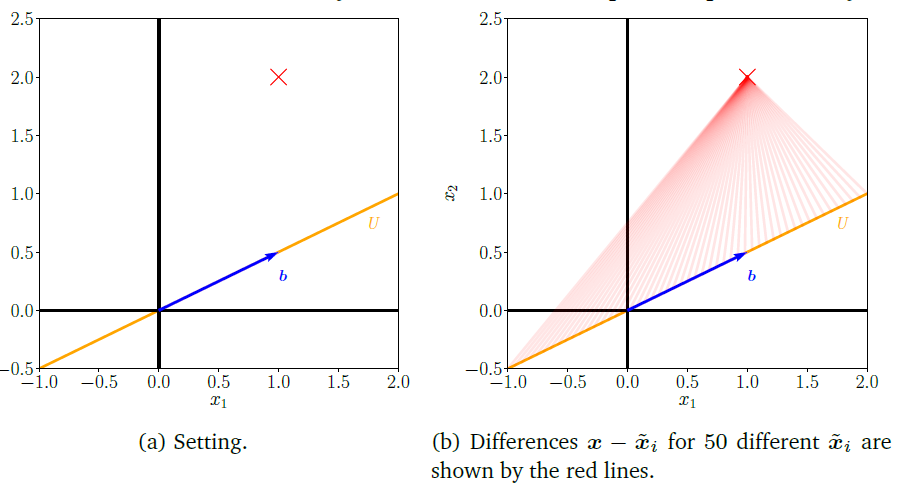 2.5
2.0
1.5
1.0
0.5
0.0
−0.5
U
b
−1.0 −0.5 0.0 0.5 1.0 1.5 2.0
x₁
(a) Setting.
2.5
2.0
1.5
1.0
0.5
0.0
−0.5
x₂
U
b
−1.0 −0.5 0.0 0.5 1.0 1.5 2.0
x₁
(b) Differences x − x̃ᵢ for 50 different x̃ᵢ are
shown by the red lines.